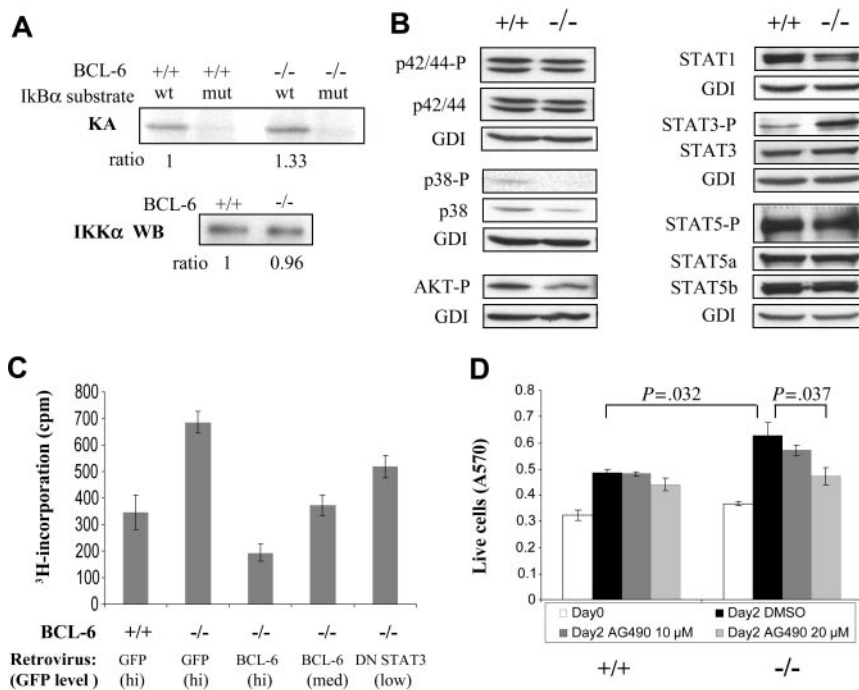 A
BCL-6 +/+ +/+ -/- -/-
IkBα substrate wt mut wt mut
KA
ratio 1 1.33
BCL-6 +/+ -/-
IKKα WB
ratio 1 0.96
B
+/+ -/-
p42/44-P
p42/44
GDI
p38-P
p38
GDI
AKT-P
GDI
+/+ -/-
STAT1
GDI
STAT3-P
STAT3
GDI
STAT5-P
STAT5a
STAT5b
GDI
C
³H-incorporation (cpm)
800
700
600
500
400
300
200
100
0
BCL-6 +/+ -/- -/- -/- -/-
Retrovirus: GFP GFP BCL-6 BCL-6 DN STAT3
(GFP level ) (hi) (hi) (hi) (med) (low)
D
P=.032 P=.037
Live cells (A570)
0.8
0.7
0.6
0.5
0.4
0.3
0.2
0.1
0
Day0 Day2 DMSO
Day2 AG490 10 µM Day2 AG490 20 µM
+/+ -/-